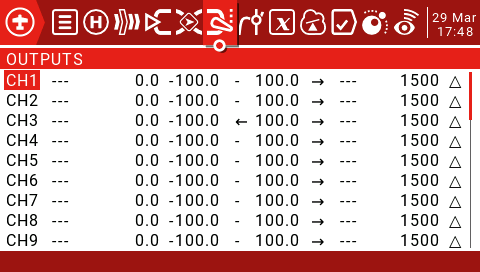 29 Mar
17:48
OUTPUTS
CH1 --- 0.0 -100.0 - 100.0 → --- 1500 △
CH2 --- 0.0 -100.0 - 100.0 → --- 1500 △
CH3 --- 0.0 -100.0 ← 100.0 → --- 1500 △
CH4 --- 0.0 -100.0 - 100.0 → --- 1500 △
CH5 --- 0.0 -100.0 - 100.0 → --- 1500 △
CH6 --- 0.0 -100.0 - 100.0 → --- 1500 △
CH7 --- 0.0 -100.0 - 100.0 → --- 1500 △
CH8 --- 0.0 -100.0 - 100.0 → --- 1500 △
CH9 --- 0.0 -100.0 - 100.0 → --- 1500 △